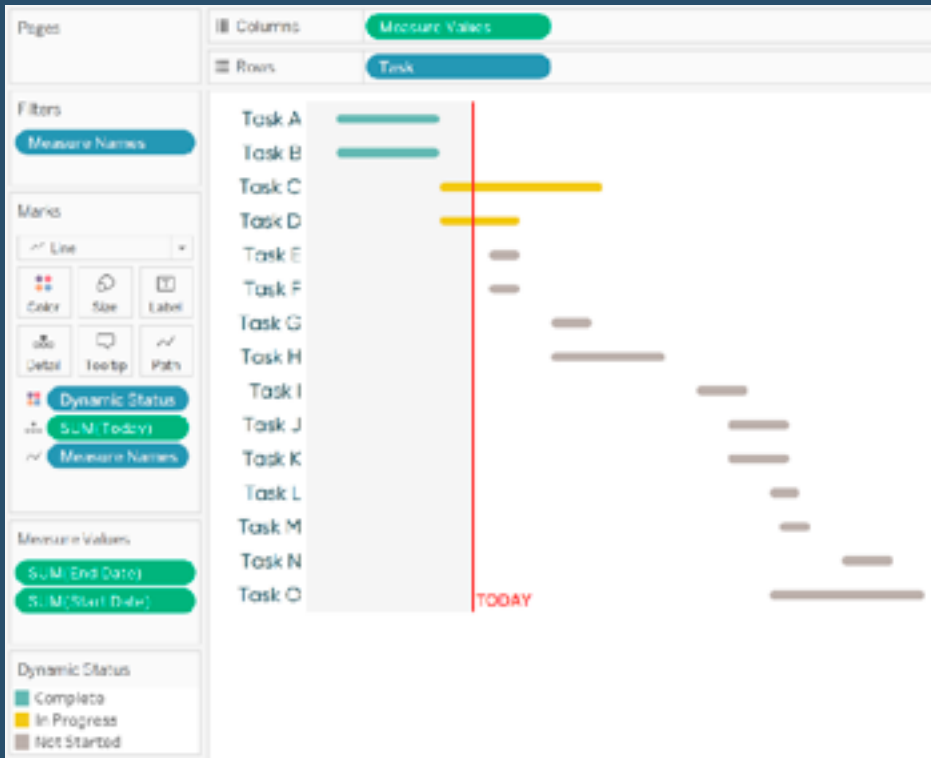 Pages
Columns
Measure Values
Rows
Task
Filters
Measure Names
Marks
Line
Color
Size
Label
Detail
Tooltip
Path
Dynamic Status
SUM(Today)
Measure Names
Measure Values
SUM(End Date)
SUM(Start Date)
Dynamic Status
Complete
In Progress
Not Started
Task A
Task B
Task C
Task D
Task E
Task F
Task G
Task H
Task I
Task J
Task K
Task L
Task M
Task N
Task O
TODAY